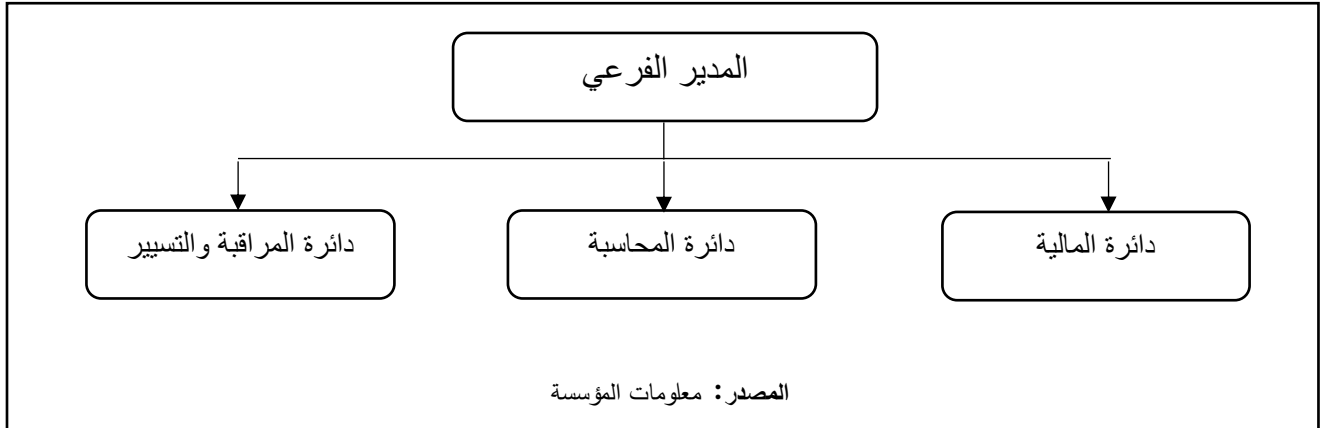 المدير الفرعي
دائرة المالية
دائرة المحاسبة
دائرة المراقبة والتسيير
المصدر: معلومات المؤسسة